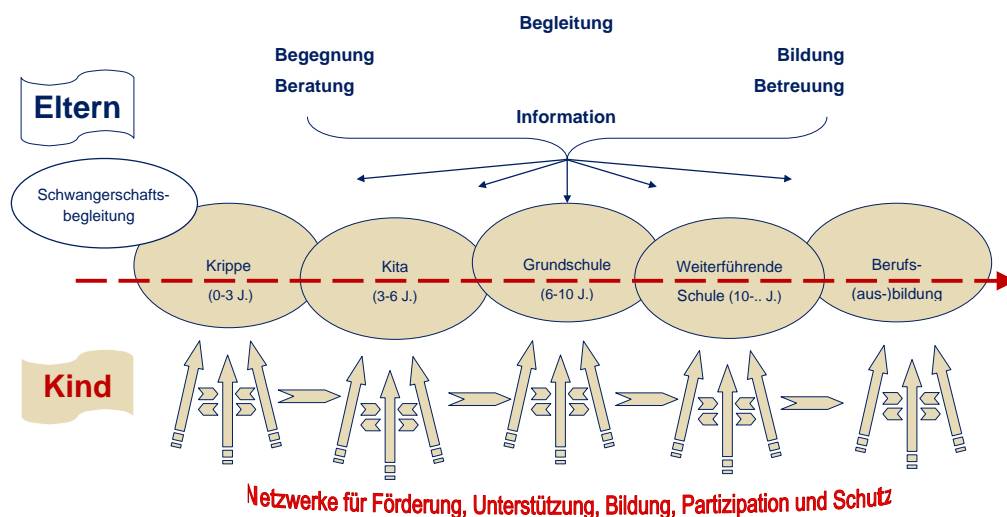 Begleitung
Begegnung
Bildung
Beratung
Betreuung
Eltern
Information
Schwangerschafts-
begleitung
Krippe
(0-3 J.)
Kita
(3-6 J.)
Grundschule
(6-10 J.)
Weiterführende
Schule (10-.. J.)
Berufs-
(aus-)bildung
Kind
Netzwerke für Förderung, Unterstützung, Bildung, Partizipation und Schutz